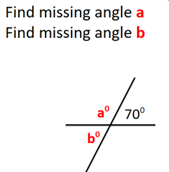 Find missing angle a
Find missing angle b
a⁰ 70⁰
b⁰